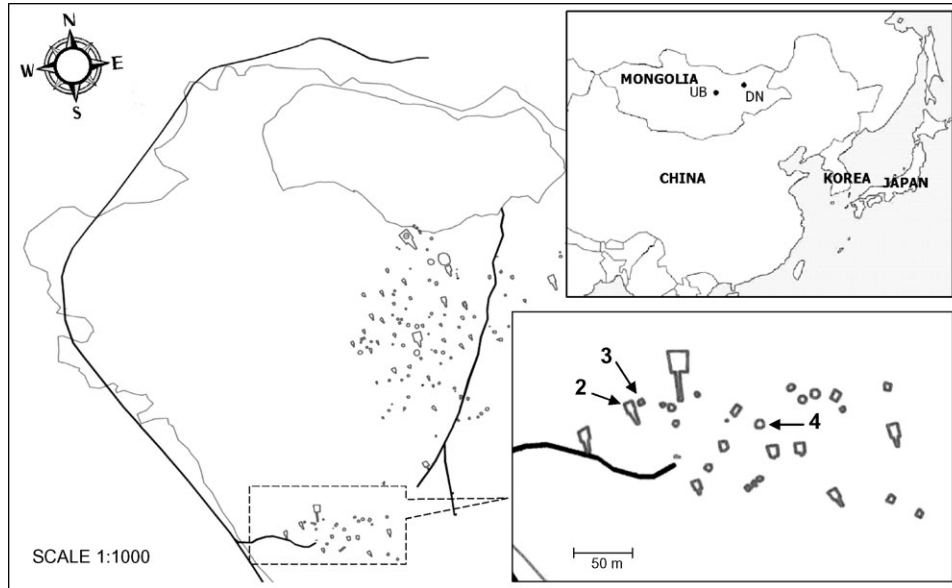 N
W E
S
MONGOLIA
UB DN
CHINA
KOREA JAPAN
2
3
4
50 m
SCALE 1:1000